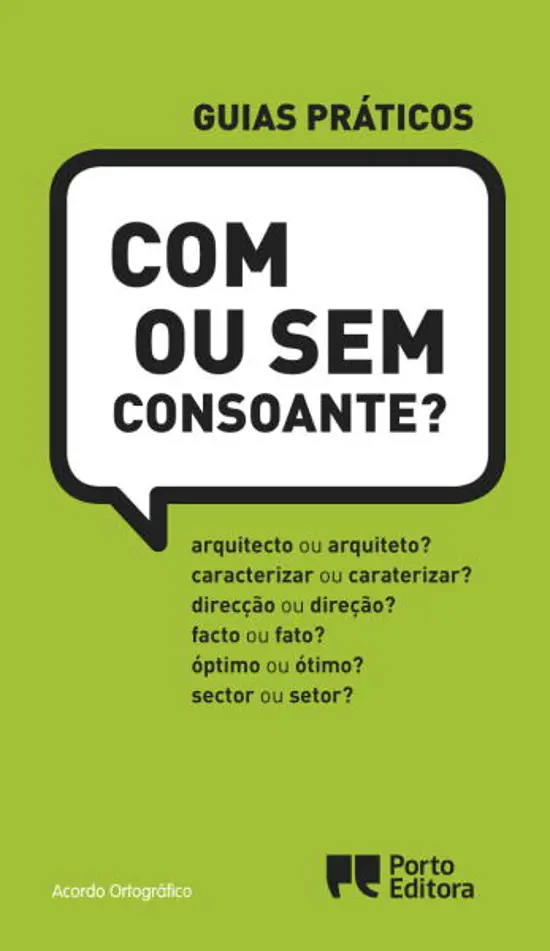 GUIAS PRÁTICOS
COM
OU SEM
CONSOANTE?
arquitecto ou arquiteto?
caracterizar ou caraterizar?
direcção ou direção?
facto ou fato?
óptimo ou ótimo?
sector ou setor?
Acordo Ortográfico
Porto
Editora